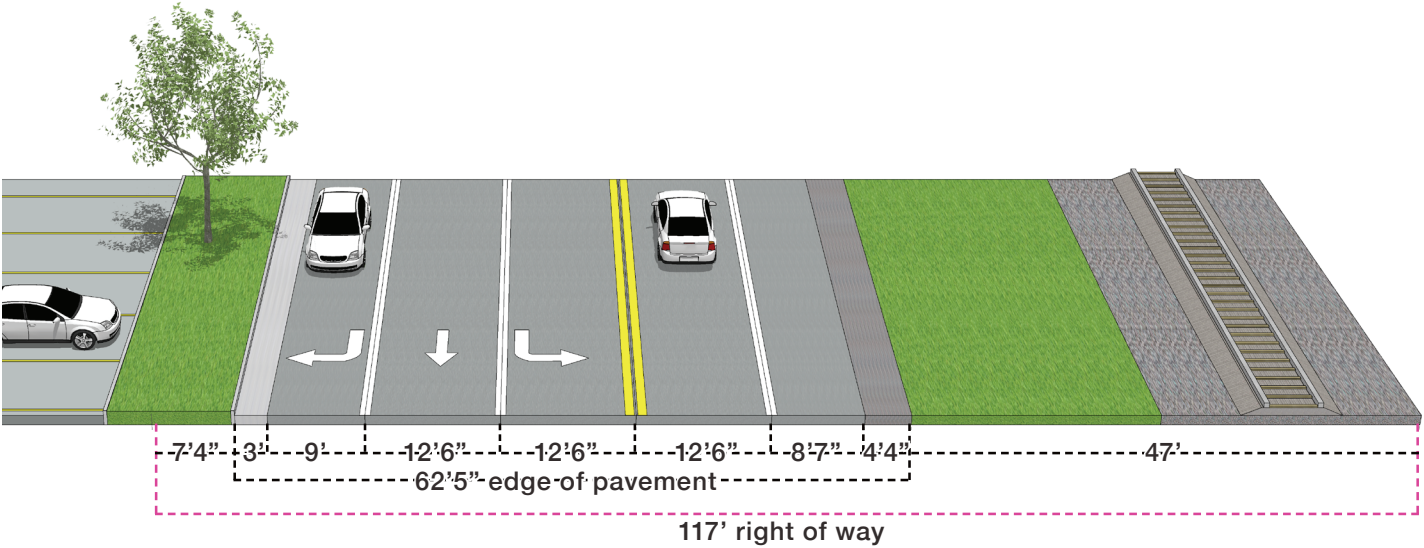 7’4” 3’ 9’ 12’6” 12’6” 12’6” 8’7” 4’4” 47’
62’5” edge of pavement
117’ right of way